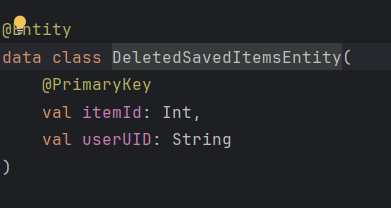 @Entity
data class DeletedSavedItemsEntity(
    @PrimaryKey
    val itemId: Int,
    val userUID: String
)